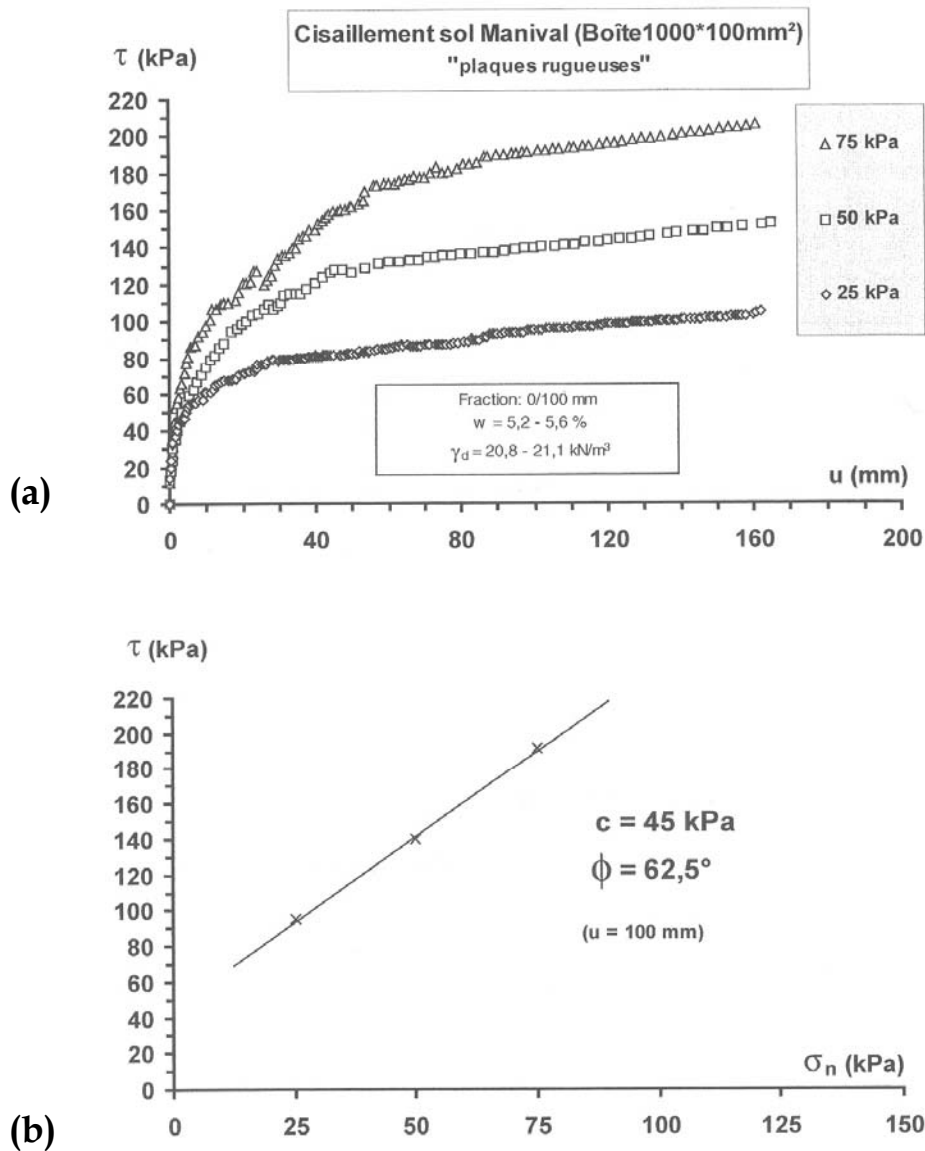 Cisaillement sol Manival (Boîte1000*100mm²)
"plaques rugueuses"
τ (kPa)
220
200
180
160
140
120
100
80
60
40
20
0
75 kPa
50 kPa
25 kPa
Fraction: 0/100 mm
w = 5,2 - 5,6 %
γd = 20,8 - 21,1 kN/m³
u (mm)
(a)
0 40 80 120 160 200
τ (kPa)
220
200
180
160
140
120
100
80
60
40
20
0
c = 45 kPa
ϕ = 62,5°
(u = 100 mm)
σn (kPa)
(b)
0 25 50 75 100 125 150